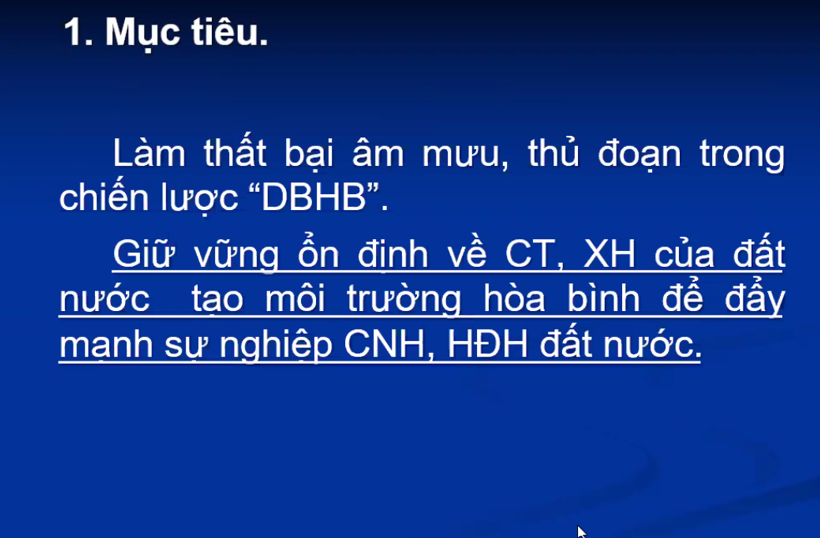 1. Mục tiêu.
Làm thất bại âm mưu, thủ đoạn trong
chiến lược “DBHB”.
Giữ vững ổn định về CT, XH của đất
nước tạo môi trường hòa bình để đẩy
mạnh sự nghiệp CNH, HĐH đất nước.